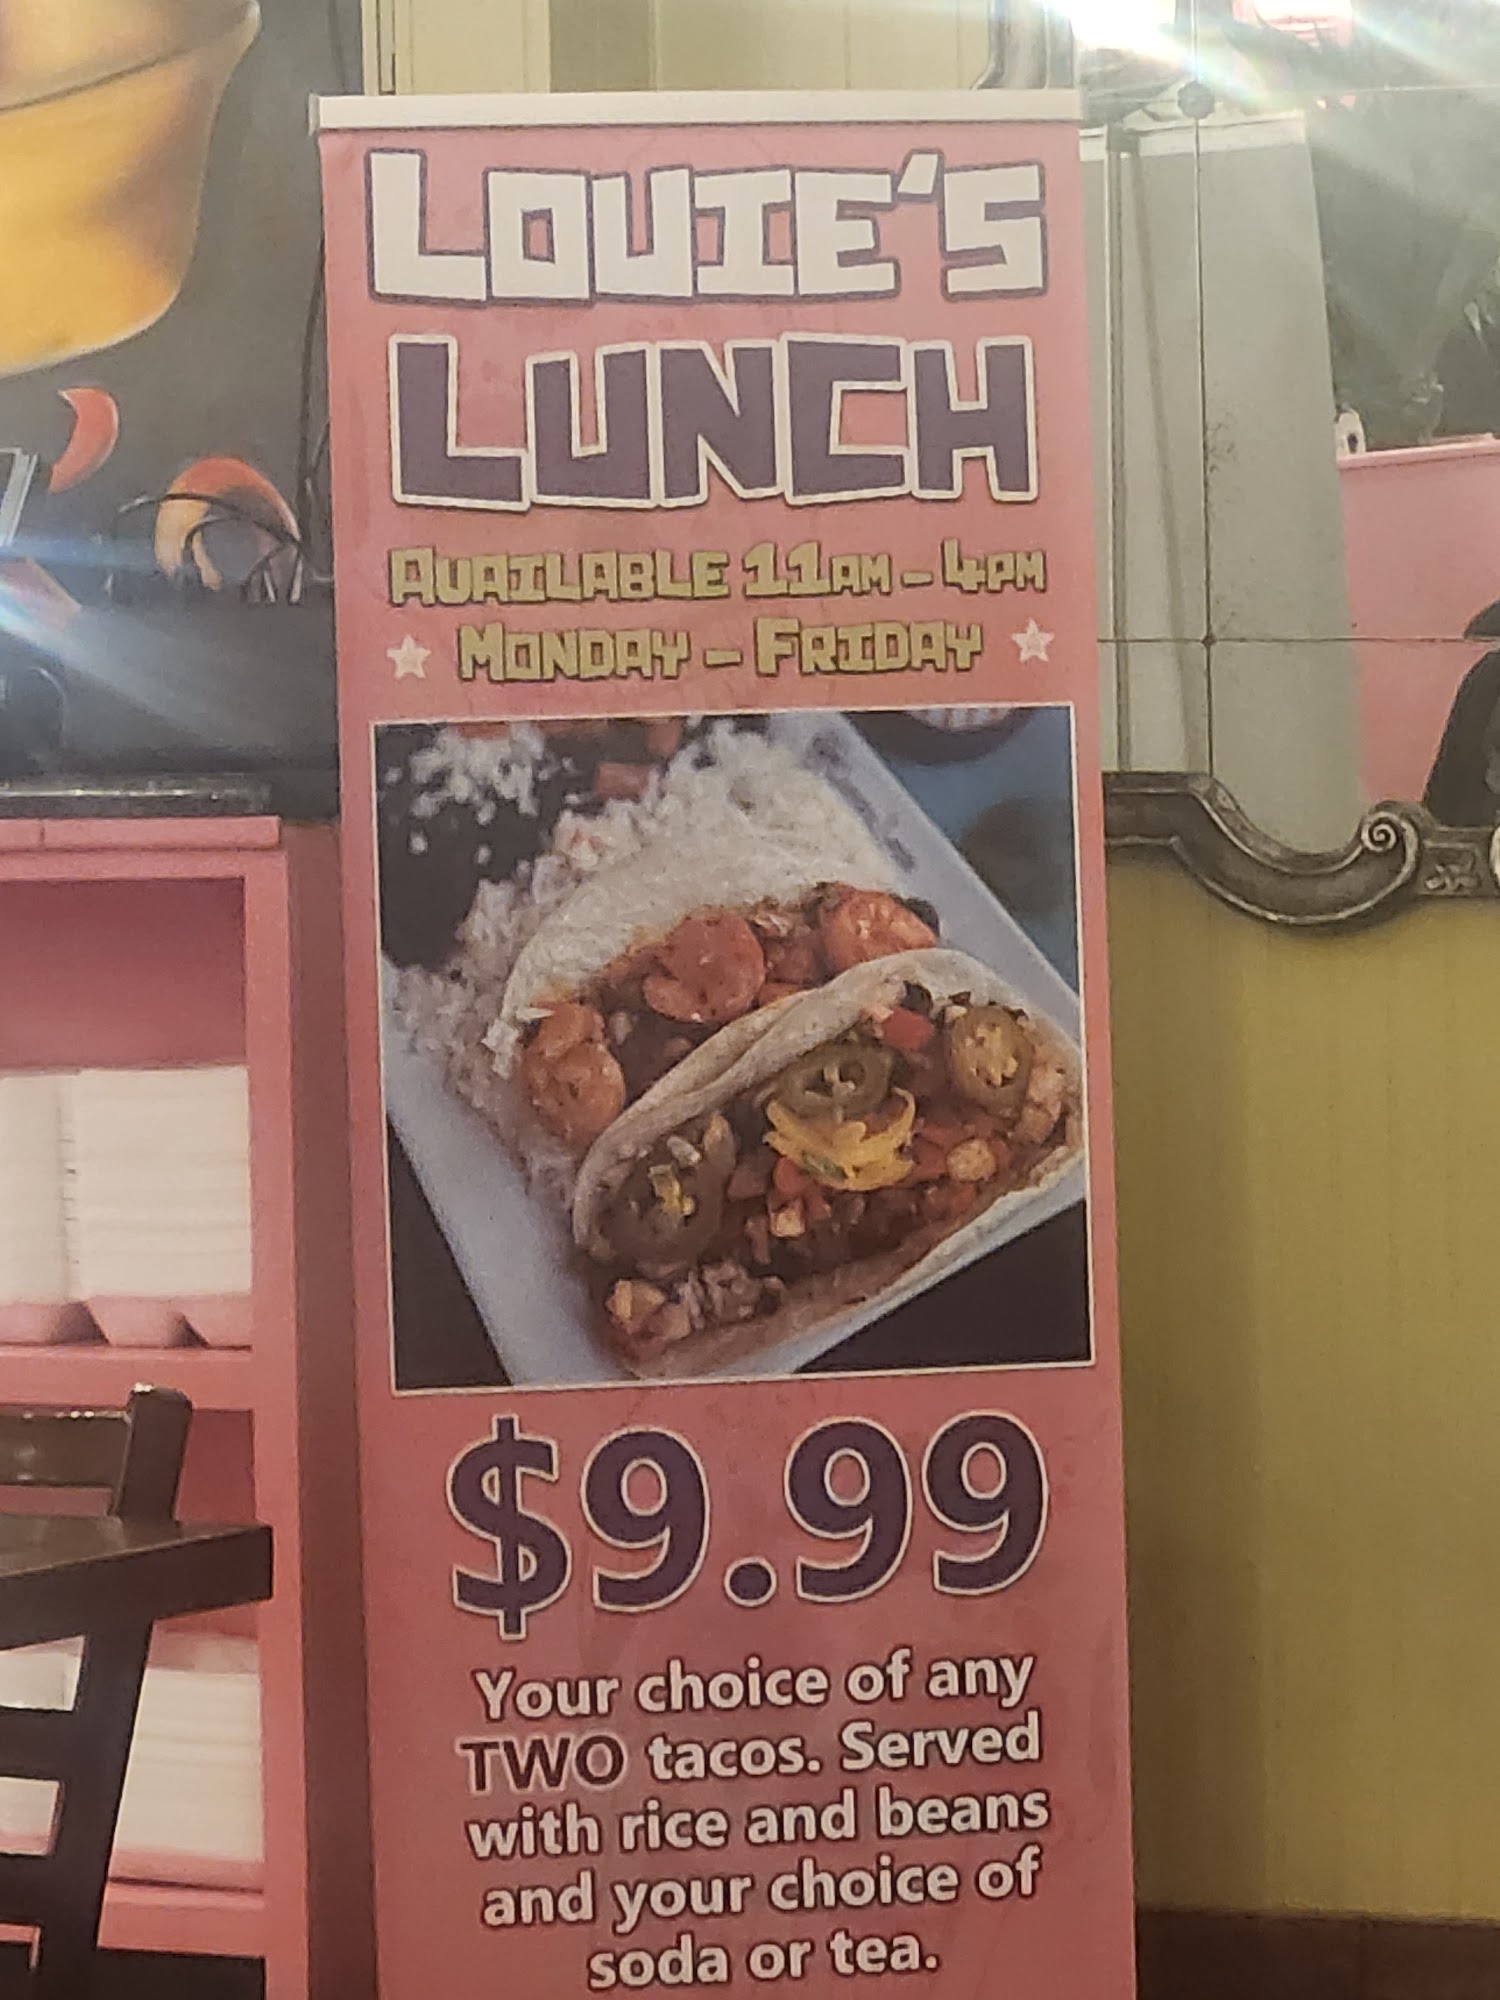 LOUIE'S
LUNCH
AVAILABLE 11AM - 4PM
MONDAY - FRIDAY
$9.99
Your choice of any
TWO tacos. Served
with rice and beans
and your choice of
soda or tea.